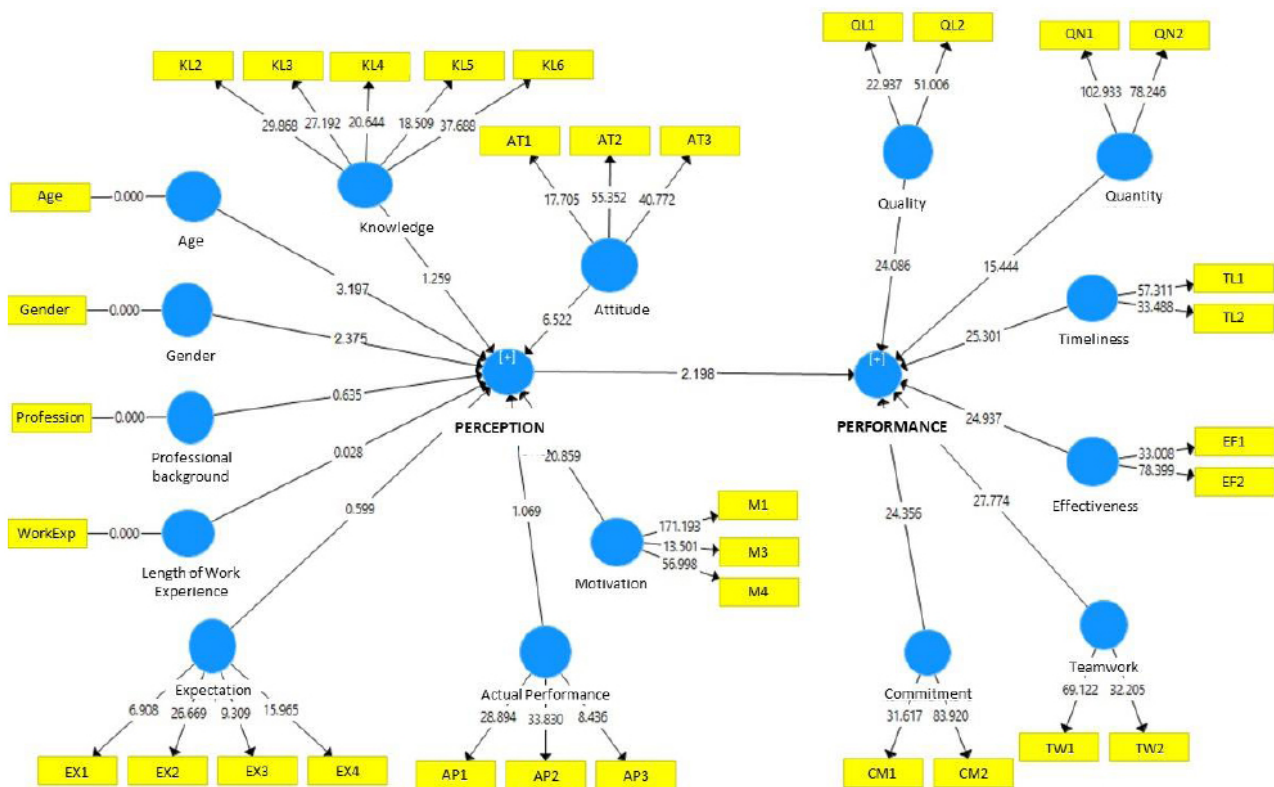 QL1 QL2 QN1 QN2
KL2 KL3 KL4 KL5 KL6
22.937 51.006 102.933 78.246
29.868 27.192 20.644 18.509 37.688
AT1 AT2 AT3
Age 0.000
17.705 55.352 40.772
Quality Quantity
Knowledge
Age
1.259
24.086 15.444
TL1
57.311
3.197
Gender 0.000
Attitude
33.488
TL2
6.522
Timeliness
2.375
25.301
Gender
[+] [+]
2.198
0.635
24.937
Profession 0.000
PERCEPTION PERFORMANCE
EF1
33.008
Professional
background
20.859
78.399
EF2
0.028
Effectiveness
27.774
0.599
24.356
M1
171.193
WorkExp 0.000
1.069
13.501
M3
56.998
M4
Length of Work
Experience
Motivation
Teamwork
Expectation Actual Performance Commitment
69.122 32.205
6.908 26.669 9.309 15.965
28.894 33.830 8.436
31.617 83.920
TW1 TW2
EX1 EX2 EX3 EX4
AP1 AP2 AP3
CM1 CM2